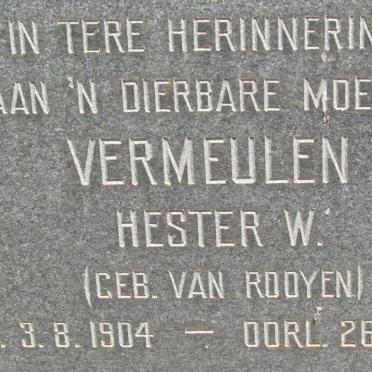 IN TERE HERINNERIN
AAN 'N DIERBARE MOE
VERMEULEN
HESTER W.
(GEB. VAN ROOYEN)
. 3.8.1904 — OORL. 26